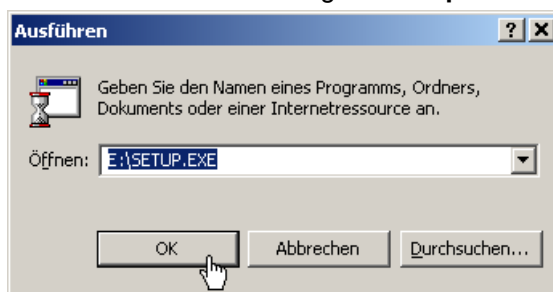 Ausführen
Geben Sie den Namen eines Programms, Ordners,
Dokuments oder einer Internetressource an.
Öffnen: E:\SETUP.EXE
OK Abbrechen Durchsuchen...